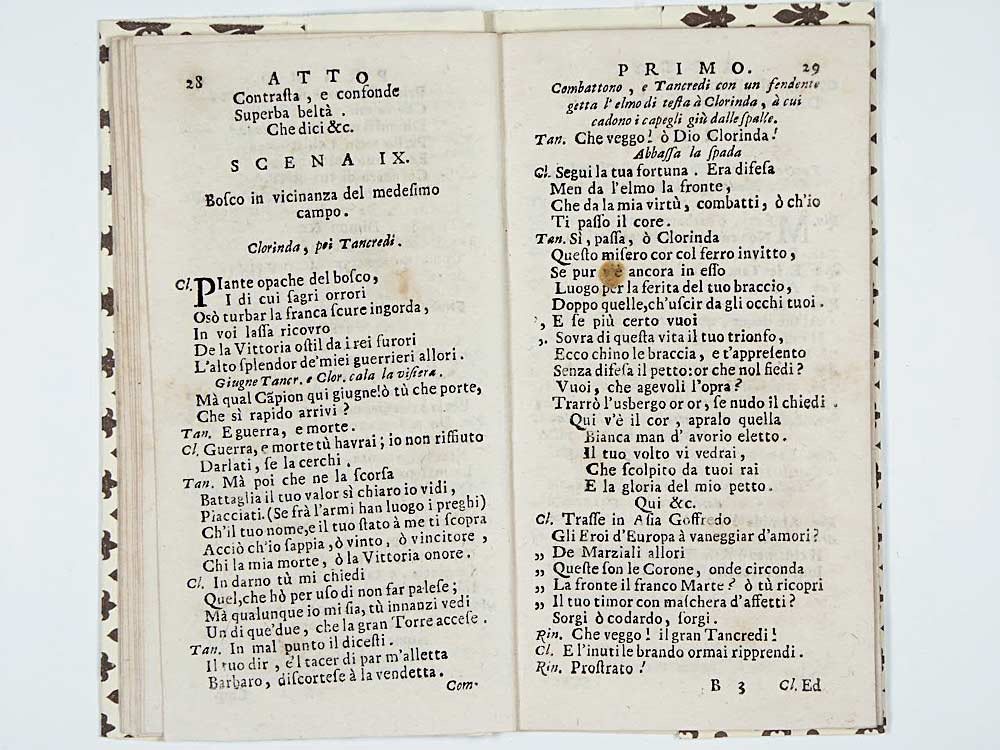 28 ATTO
Contraſta, e confonde
Superba beltà.
Che dici &c.
SCENA IX.
Boſco in vicinanza del medeſimo
campo.
Clorinda, poi Tancredi.
Cl. PIante opache del boſco,
I di cui ſagri orrori
Osò turbar la franca ſcure ingorda,
In voi laſſa ricovro
De la Vittoria oſtil da i rei furori
L'alto ſplendor de'miei guerrieri allori.
Giugne Tancr. e Clor. cala la viſiera.
Mà qual Cãpion qui giugne!ò tù che porte,
Che sì rapido arrivi?
Tan. E guerra, e morte.
Cl. Guerra, e morte tù havrai; io non riffiuto
Darlati, ſe la cerchi.
Tan. Mà poi che ne la ſcorſa
Battaglia il tuo valor sì chiaro io vidi,
Piacciati.(Se frà l'armi han luogo i preghi)
Ch'il tuo nome,e il tuo ſtato à me ti ſcopra
Acciò ch'io ſappia, ò vinto, ò vincitore,
Chi la mia morte, ò la Vittoria onore.
Cl. In darno tù mi chiedi
Quel,che hò per uſo di non far paleſe;
Mà qualunque io mi ſia, tù innanzi vedi
Un di que'due, che la gran Torre acceſe.
Tan. In mal punto il diceſti.
Il tuo dir, e'l tacer di par m'alletta
Barbaro, diſcorteſe à la vendetta.
Com-
PRIMO. 29
Combattono, e Tancredi con un fendente
getta l'elmo di teſta à Clorinda, à cui
cadono i capegli giù dalle ſpalle.
Tan. Che veggo! ò Dio Clorinda!
Abbaſſa la ſpada
Cl. Segui la tua fortuna. Era difeſa
Men da l'elmo la fronte,
Che da la mia virtù, combatti, ò ch'io
Ti paſſo il core.
Tan. Sì, paſſa, ò Clorinda
Queſto miſero cor col ferro invitto,
Se pur v'è ancora in eſſo
Luogo per la ferita del tuo braccio,
Doppo quelle,ch'uſcir da gli occhi tuoi.
„ E ſe più certo vuoi
„ Sovra di queſta vita il tuo trionfo,
Ecco chino le braccia, e t'appreſento
Senza difeſa il petto:or che nol fiedi?
Vuoi, che agevoli l'opra?
Trarrò l'usbergo or or, ſe nudo il chiedi.
Qui v'è il cor, apralo quella
Bianca man d'avorio eletto.
Il tuo volto vi vedrai,
Che ſcolpito da tuoi rai
E la gloria del mio petto.
Qui &c.
Cl. Traſſe in Aſia Goffredo
Gli Eroi d'Europa à vaneggiar d'amori?
„ De Marziali allori
„ Queſte ſon le Corone, onde circonda
„ La fronte il franco Marte? ò tù ricopri
„ Il tuo timor con maſchera d'affetti?
Sorgi ò codardo, ſorgi.
Rin. Che veggo! il gran Tancredi!
Cl. E l'inutile brando ormai ripprendi.
Rin. Proſtrato!
B 3 Cl. Ed